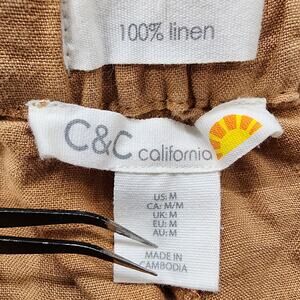 100% linen
C&C california
US: M
CA: M/M
UK: M
EU: M
AU: M
MADE IN
CAMBODIA